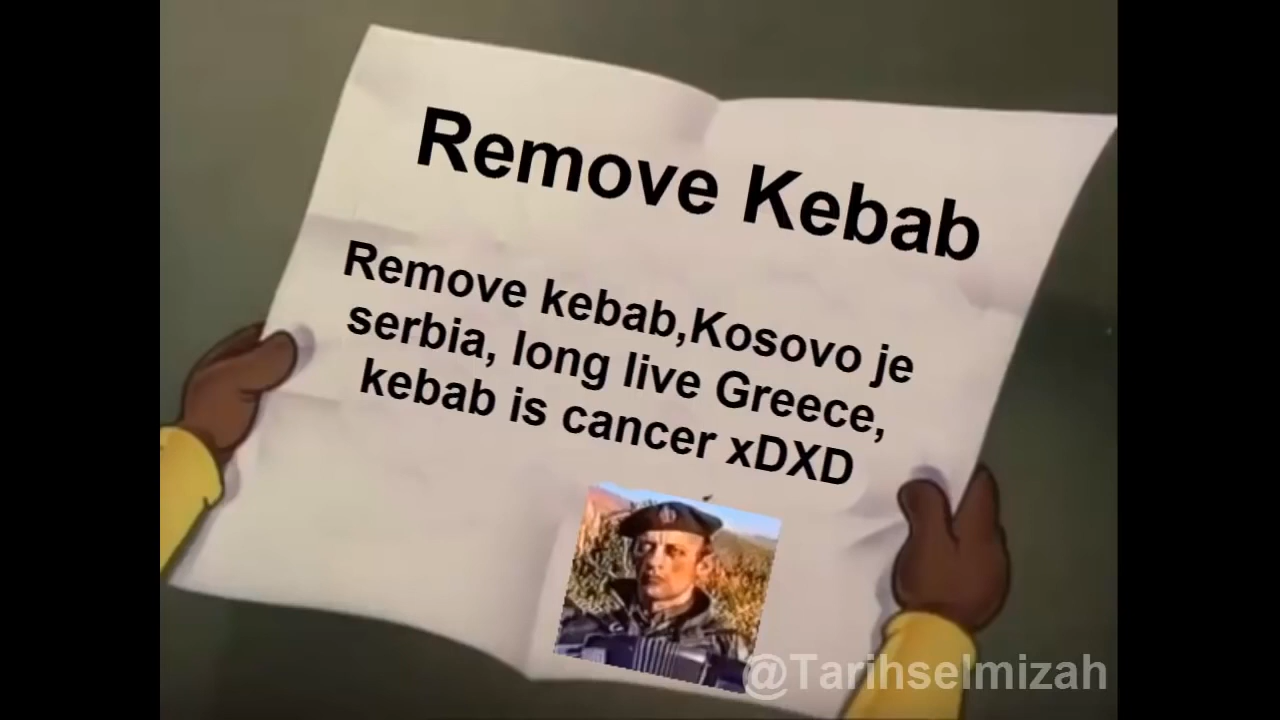 Remove Kebab
Remove kebab,Kosovo je
serbia, long live Greece,
kebab is cancer xDXD
@Tarihselmizah